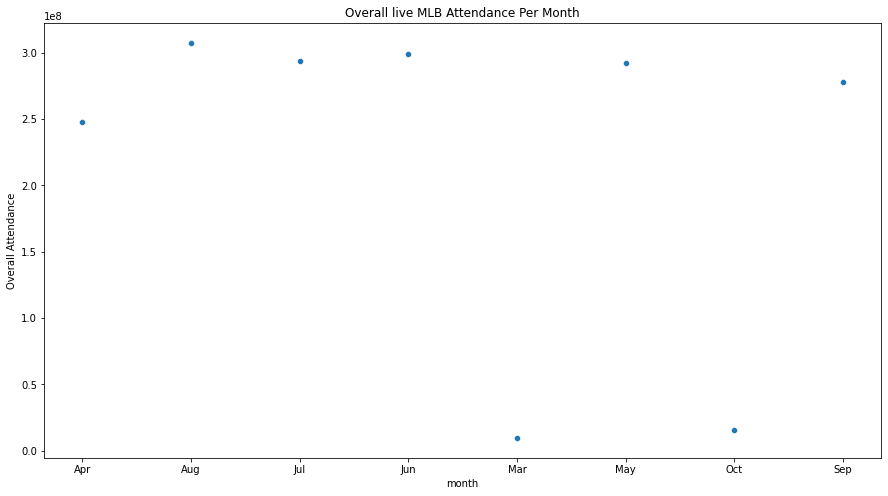 Overall live MLB Attendance Per Month
1e8
3.0
2.5
2.0
1.5
1.0
0.5
0.0
Overall Attendance
Apr Aug Jul Jun Mar May Oct Sep
month